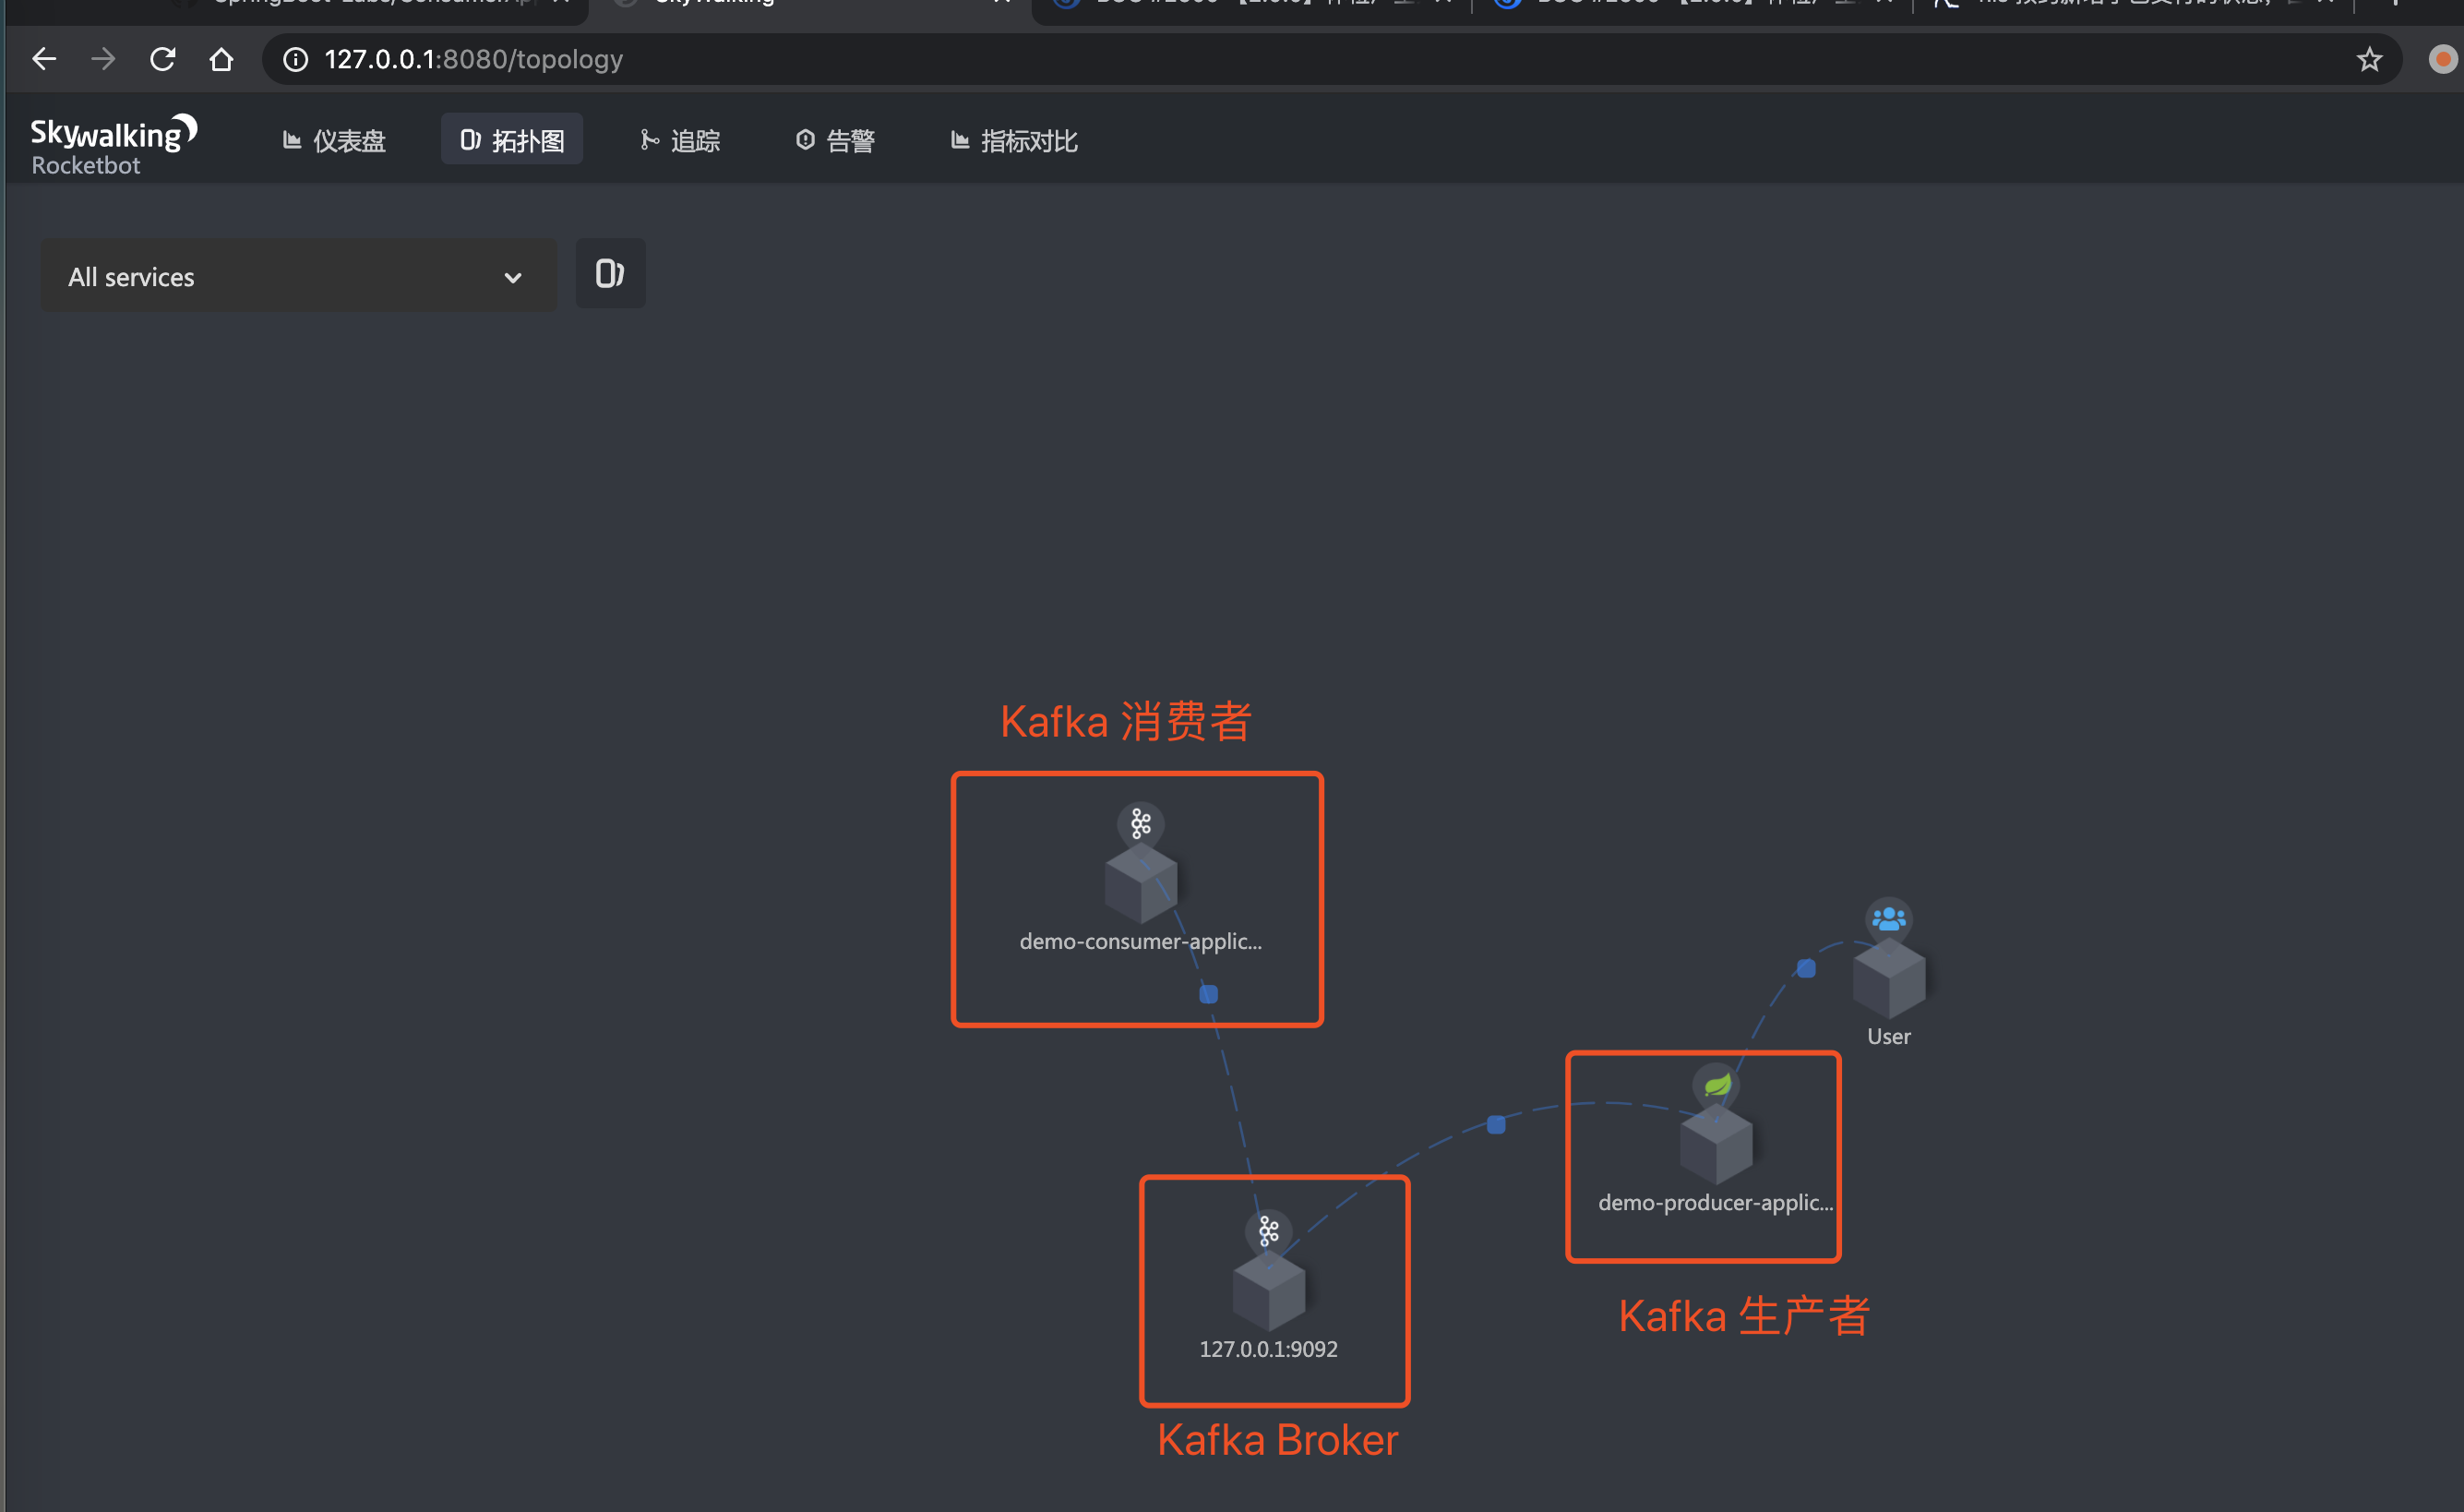 SkyWalking
127.0.0.1:8080/topology
Skywalking
Rocketbot
仪表盘
拓扑图
追踪
告警
指标对比
All services
Kafka 消费者
demo-consumer-applic...
User
demo-producer-applic...
Kafka 生产者
127.0.0.1:9092
Kafka Broker